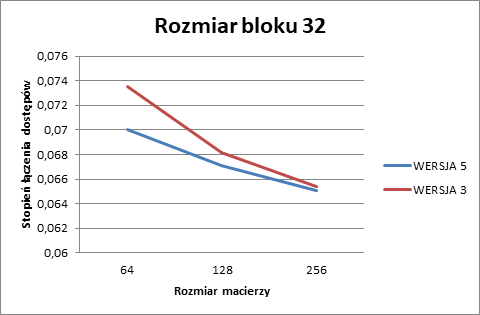 Rozmiar bloku 32
Stopień łączenia dostępów
0,076
0,074
0,072
0,07
0,068
0,066
0,064
0,062
0,06
64 128 256
Rozmiar macierzy
WERSJA 5
WERSJA 3